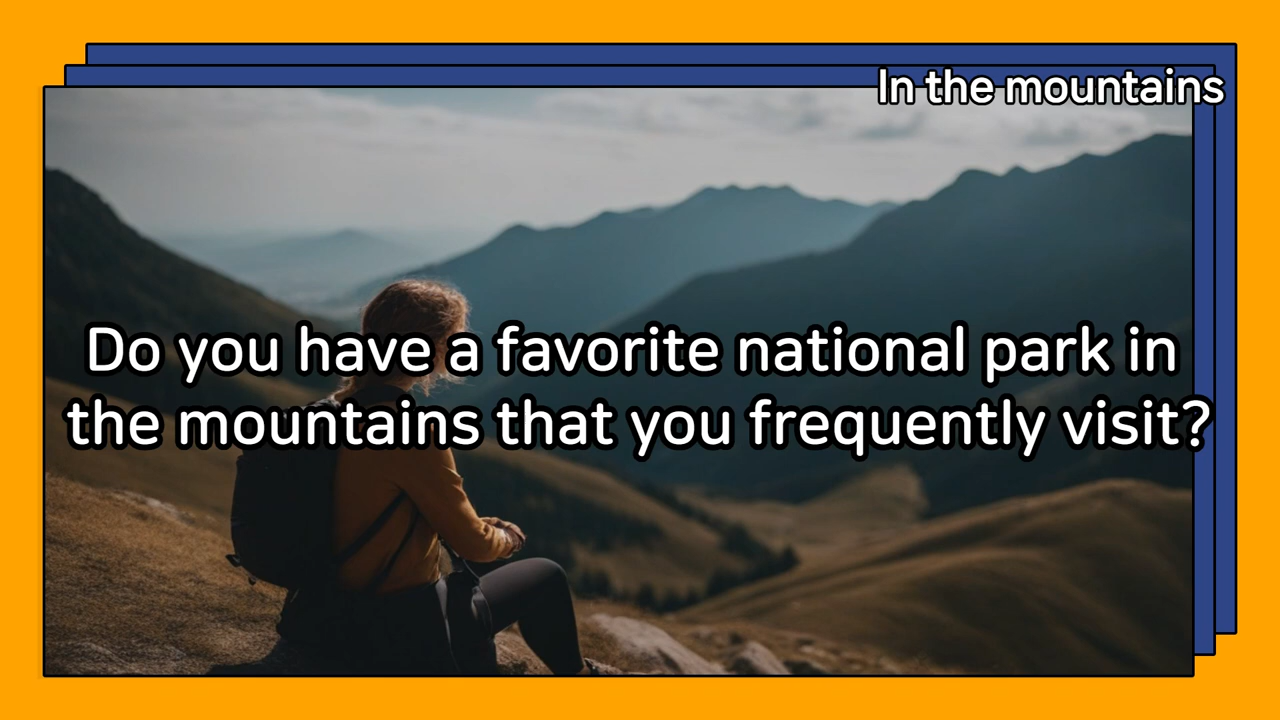 In the mountains
Do you have a favorite national park in
the mountains that you frequently visit?